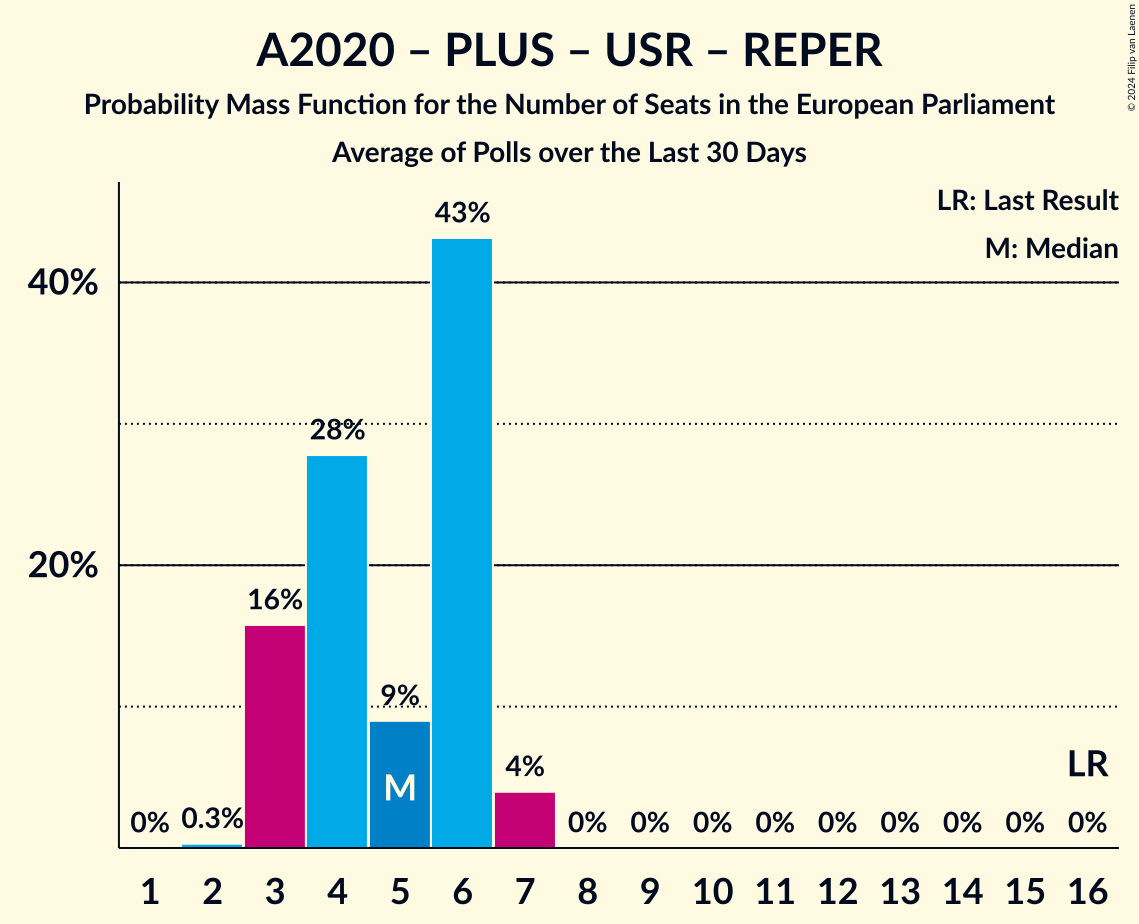 A2020 – PLUS – USR – REPER
Probability Mass Function for the Number of Seats in the European Parliament
Average of Polls over the Last 30 Days
© 2024 Filip van Laenen
LR: Last Result
M: Median
43%
40%
28%
20%
16%
9%
M
4%
LR
0% 0.3% 0% 0% 0% 0% 0% 0% 0% 0% 0%
1 2 3 4 5 6 7 8 9 10 11 12 13 14 15 16